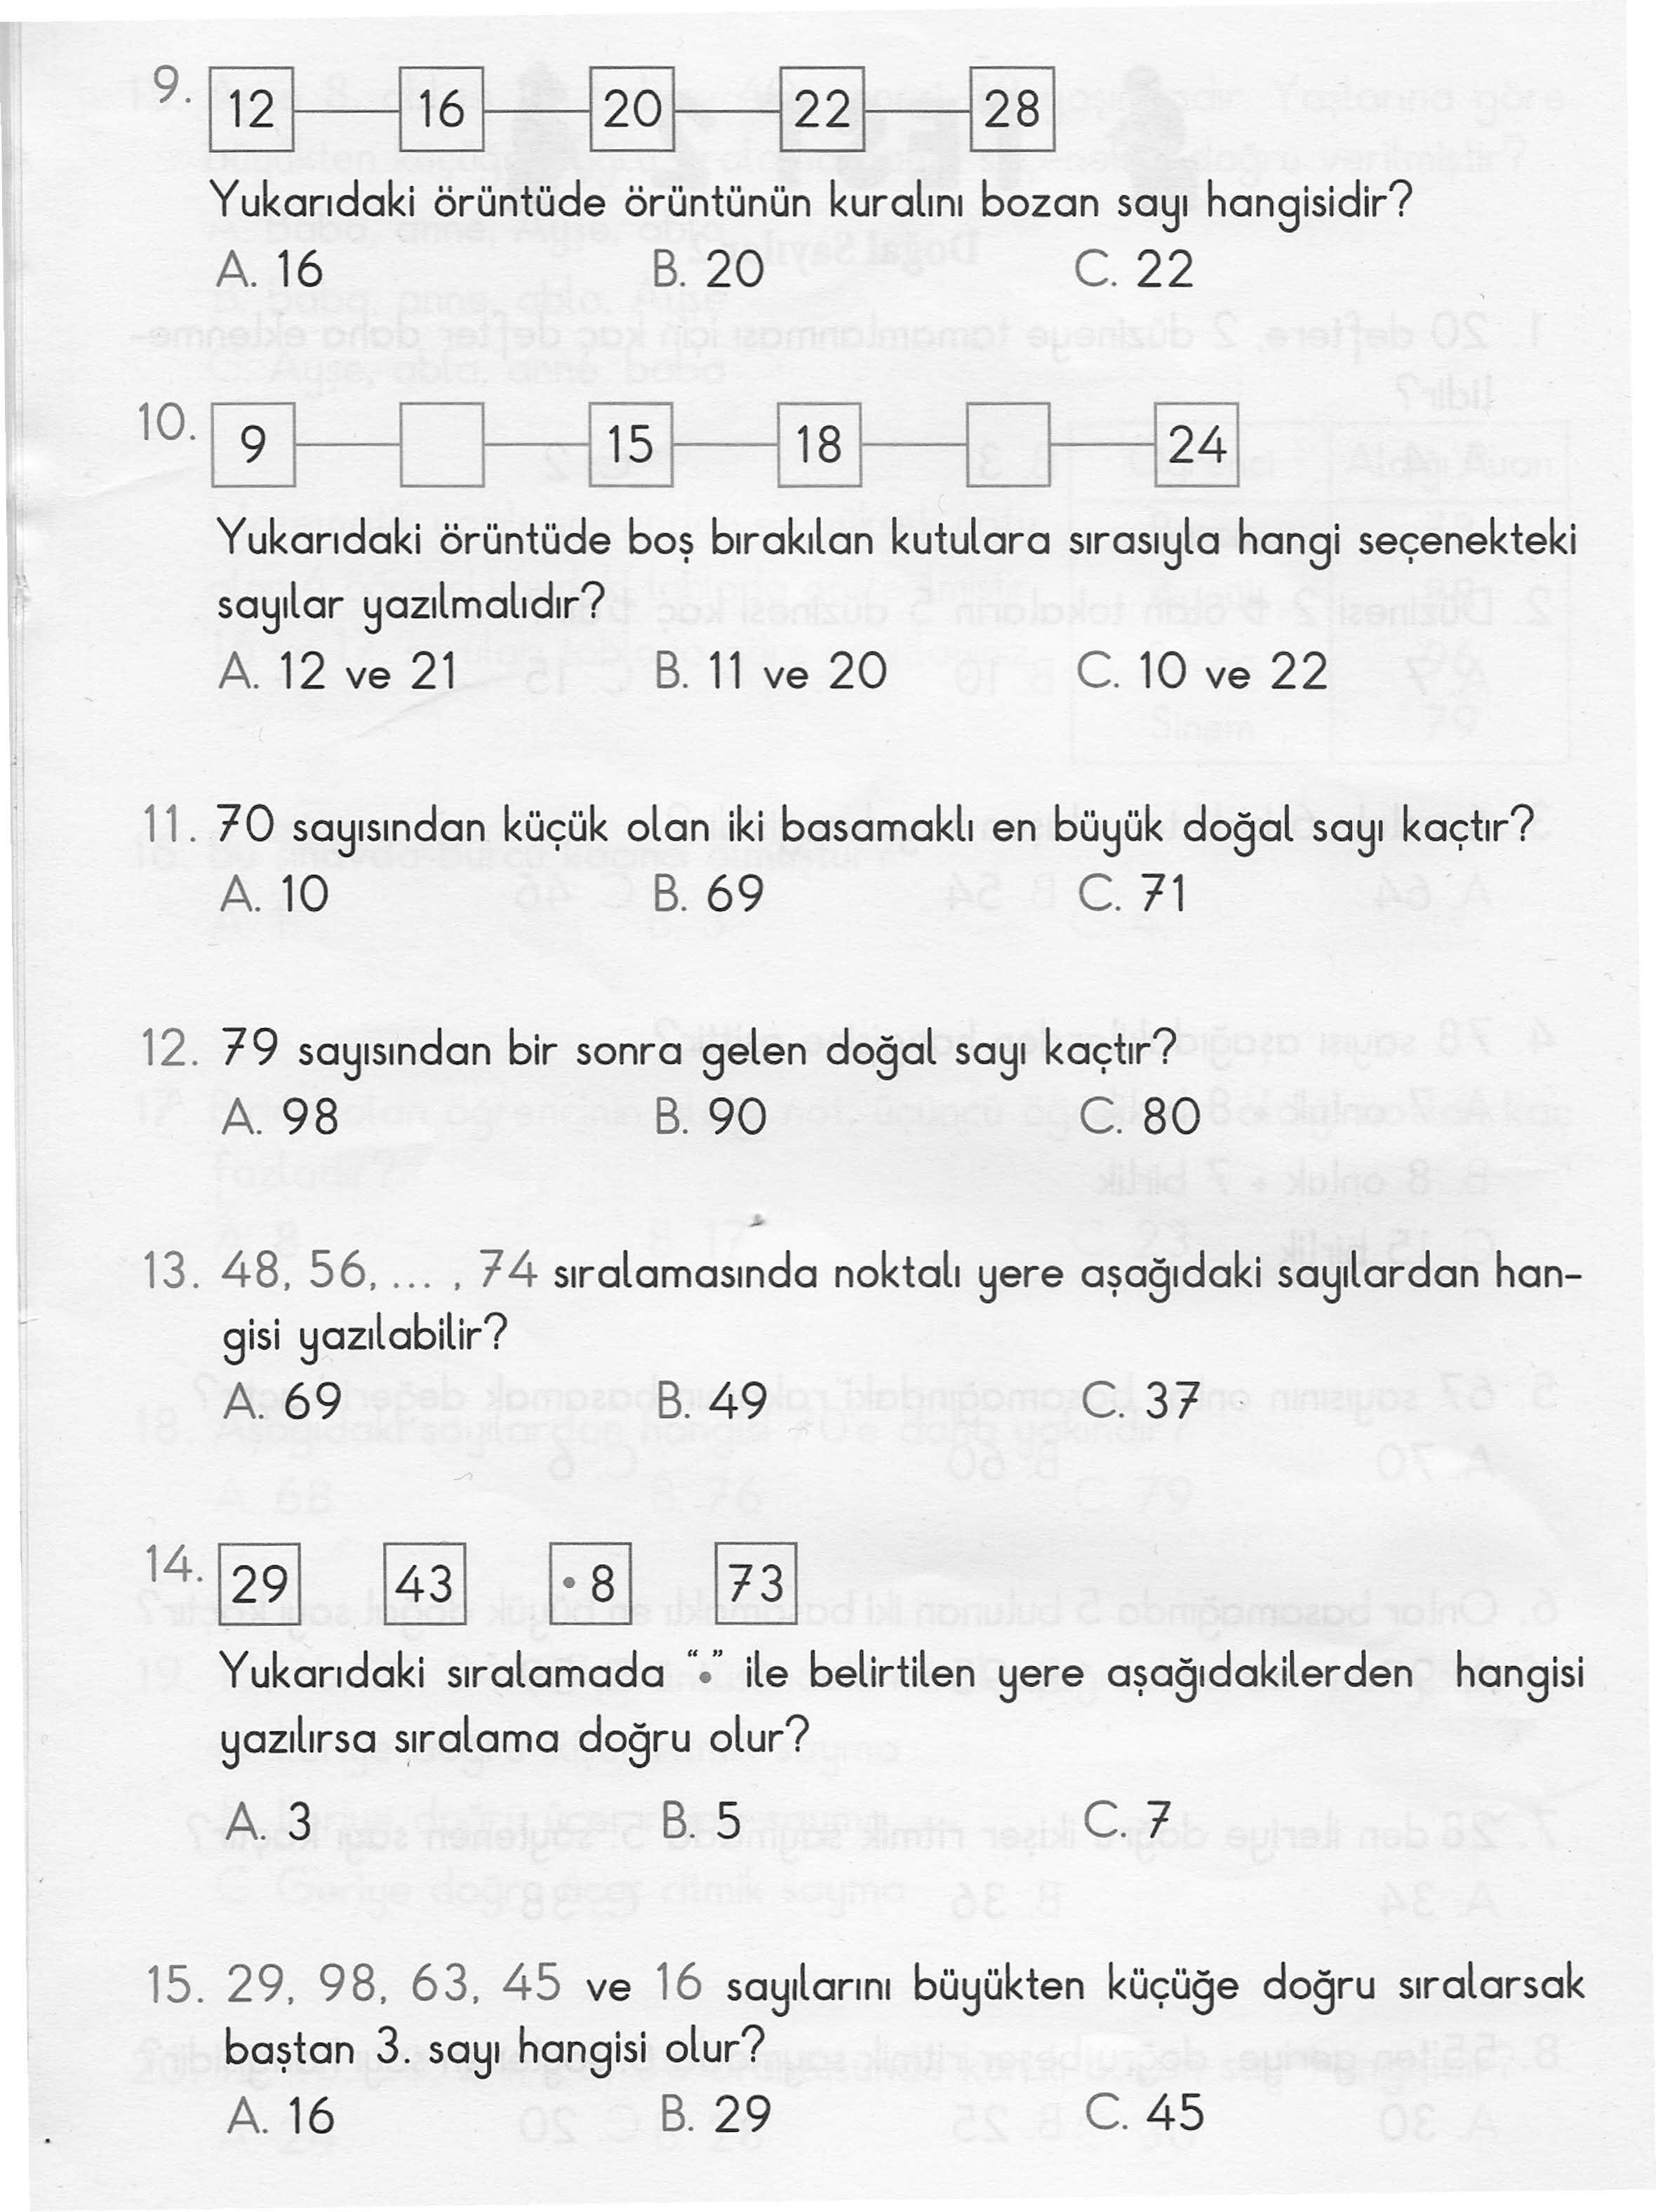 9. 12 16 20 22 28
Yukarıdaki örüntüde örüntünün kuralını bozan sayı hangisidir?
A. 16 B. 20 C. 22
10. 9 15 18 24
Yukarıdaki örüntüde boş bırakılan kutulara sırasıyla hangi seçenekteki
sayılar yazılmalıdır?
A. 12 ve 21 B. 11 ve 20 C. 10 ve 22
11. 70 sayısından küçük olan iki basamaklı en büyük doğal sayı kaçtır?
A. 10 B. 69 C. 71
12. 79 sayısından bir sonra gelen doğal sayı kaçtır?
A. 98 B. 90 C. 80
13. 48, 56, ... , 74 sıralamasında noktalı yere aşağıdaki sayılardan han-
gisi yazılabilir?
A. 69 B. 49 C. 37
14. 29 43 •8 73
Yukarıdaki sıralamada “•” ile belirtilen yere aşağıdakilerden hangisi
yazılırsa sıralama doğru olur?
A. 3 B. 5 C. 7
15. 29, 98, 63, 45 ve 16 sayılarını büyükten küçüğe doğru sıralarsak
baştan 3. sayı hangisi olur?
A. 16 B. 29 C. 45